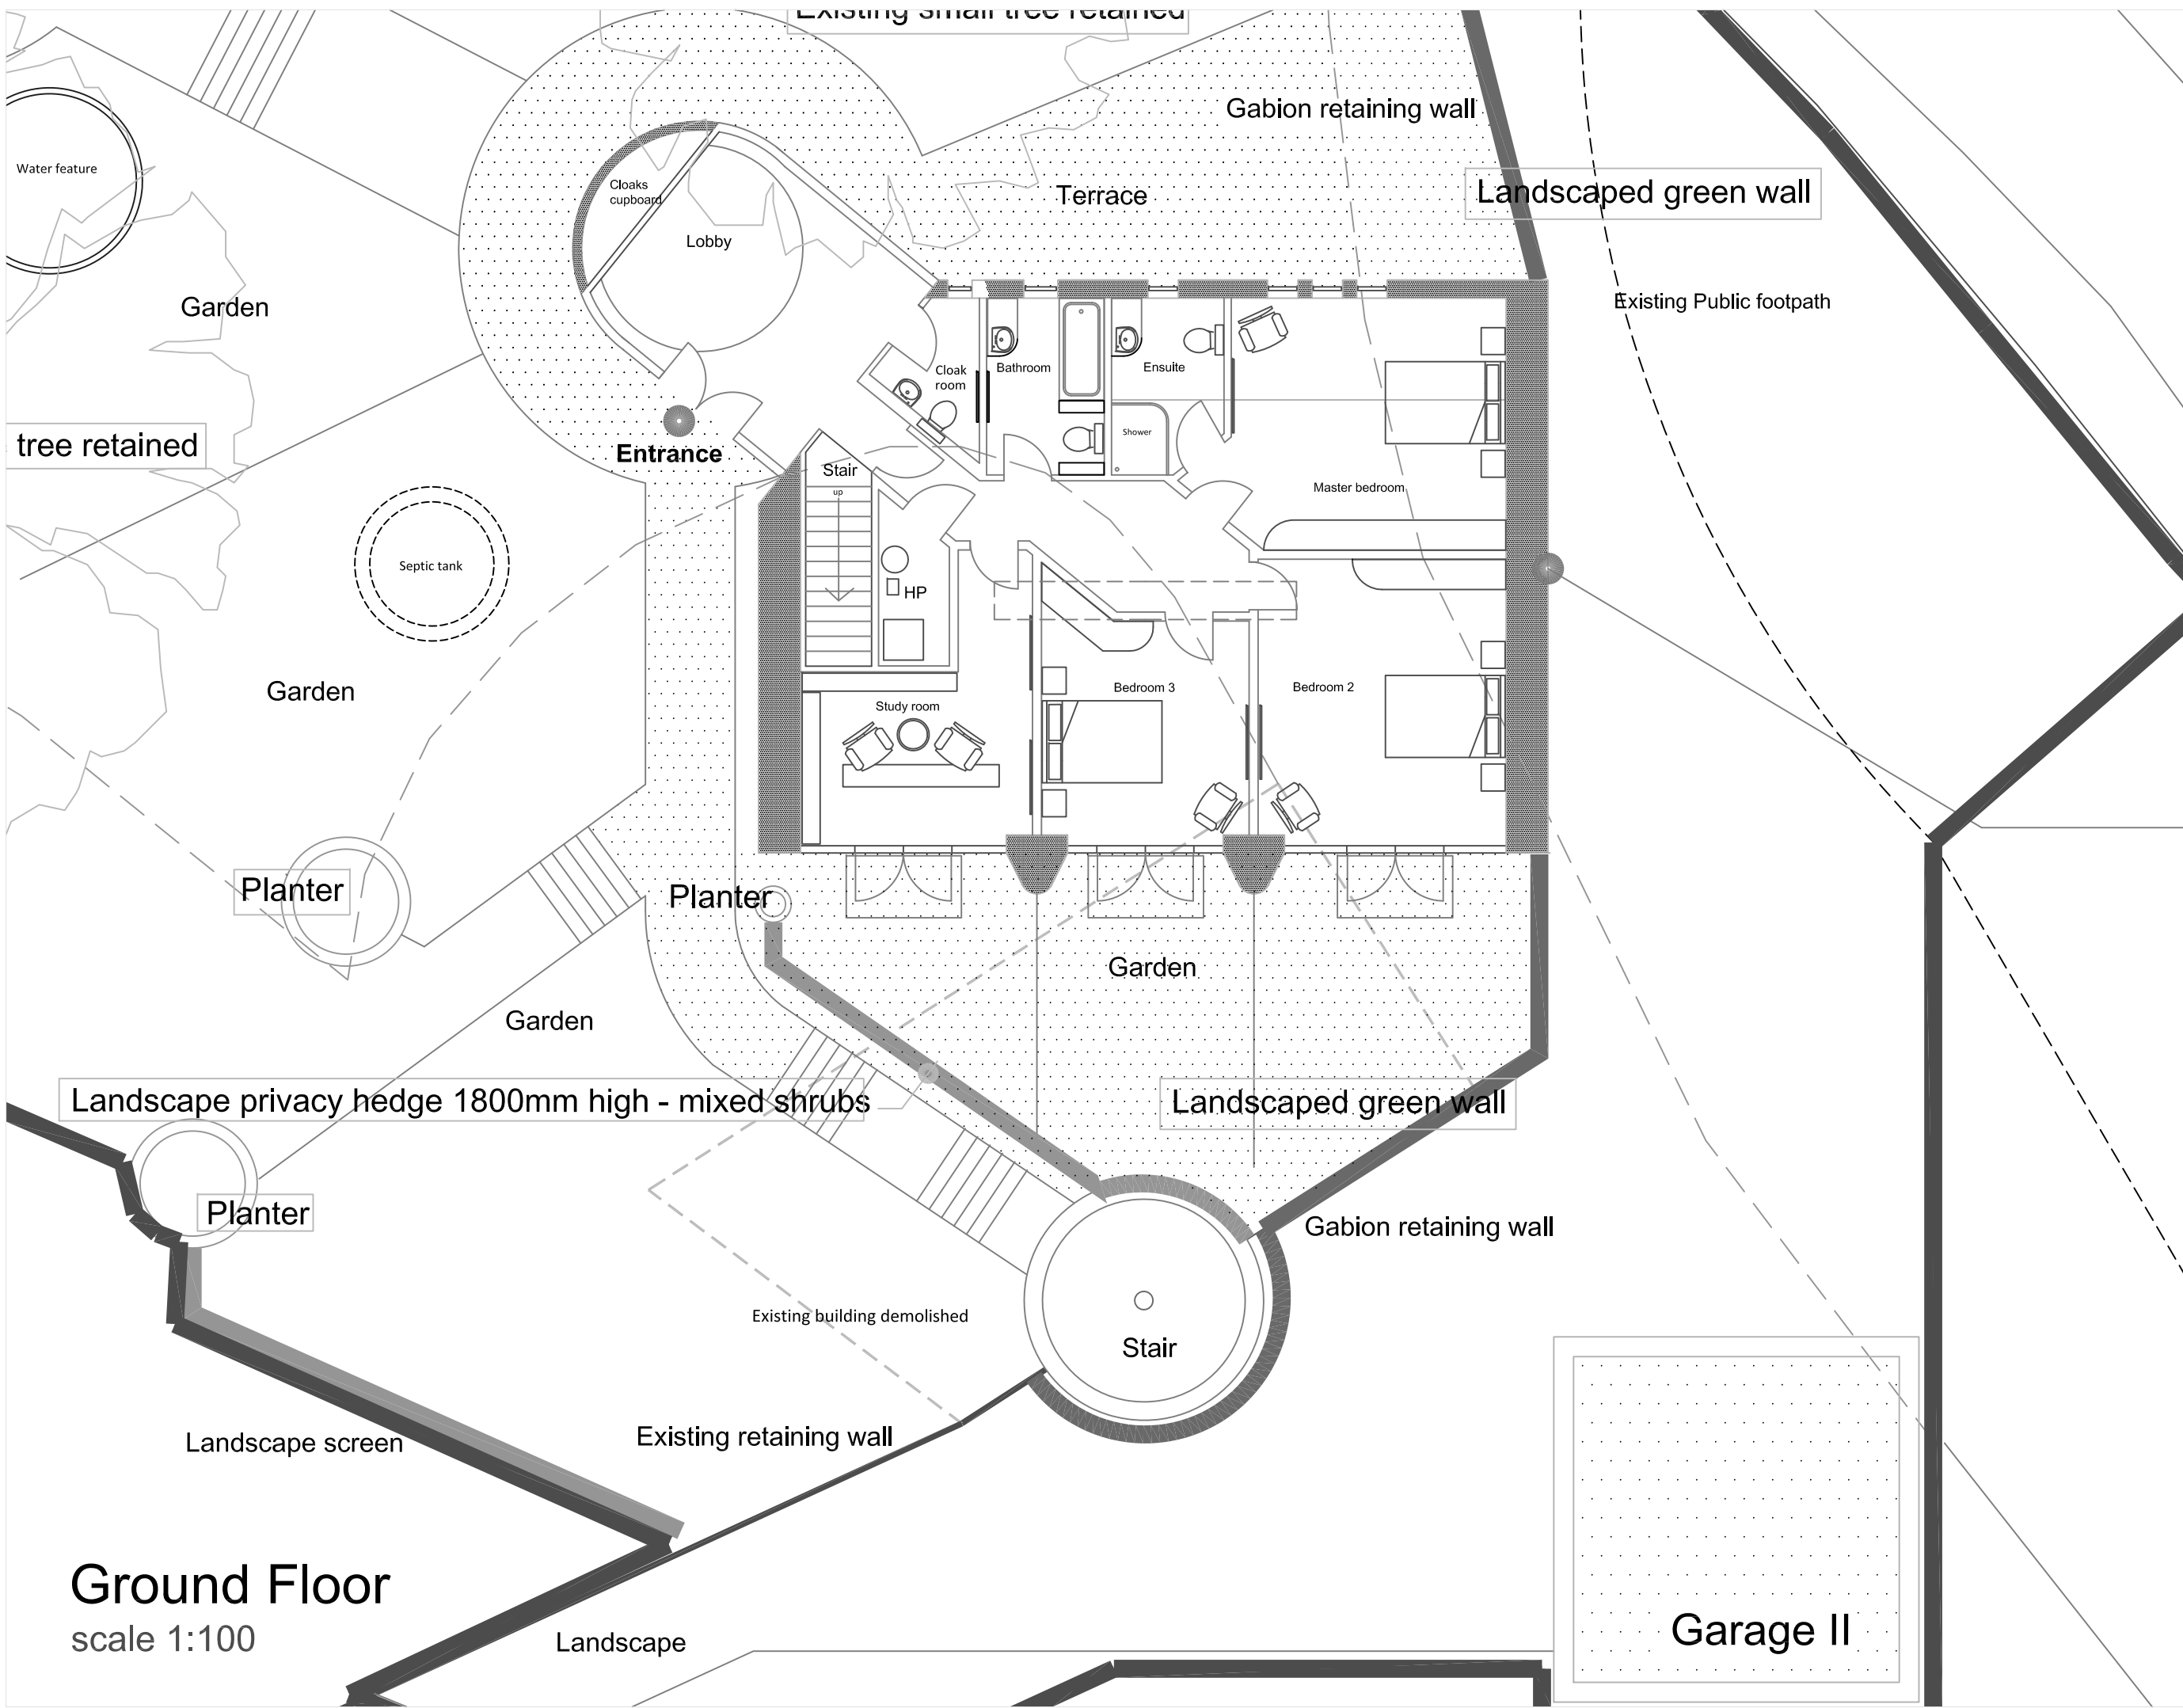 Existing small tree retained
Gabion retaining wall
Water feature
Cloaks
cupboard
Terrace
Landscaped green wall
Lobby
Garden
Existing Public footpath
Cloak
room
Bathroom
Ensuite
tree retained
Entrance
Shower
Stair
up
Master bedroom
Septic tank
HP
Garden
Study room
Bedroom 3
Bedroom 2
Planter
Planter
Garden
Garden
Landscape privacy hedge 1800mm high - mixed shrubs
Landscaped green wall
Planter
Gabion retaining wall
Existing building demolished
Stair
Landscape screen
Existing retaining wall
Ground Floor
scale 1:100
Landscape
Garage II